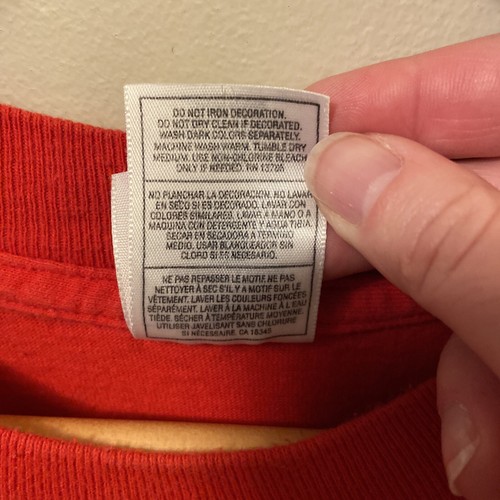 DO NOT IRON DECORATION.
DO NOT DRY CLEAN IF DECORATED.
WASH DARK COLORS SEPARATELY.
MACHINE WASH WARM. TUMBLE DRY
MEDIUM. USE NON-CHLORINE BLEACH
ONLY IF NEEDED. RN 13765
NO PLANCHAR LA DECORACION. NO LAVAR
EN SECO SI ES DECORADO. LAVAR CON
COLORES SIMILARES. LAVAR A MANO O A
MAQUINA CON DETERGENTE Y AGUA TIBIA.
SECAR EN SECADORA A TERMINO
MEDIO. USAR BLANQUEADOR SIN
CLORO SI ES NECESARIO.
NE PAS REPASSER LE MOTIF. NE PAS
NETTOYER À SEC S'IL Y A MOTIF SUR LE
VÊTEMENT. LAVER LES COULEURS FONCÉES
SÉPARÉMENT. LAVER À LA MACHINE À L'EAU
TIÈDE. SÉCHER À TEMPÉRATURE MOYENNE.
UTILISER JAVELISANT SANS CHLORURE
SI NÉCESSAIRE. CA 16345